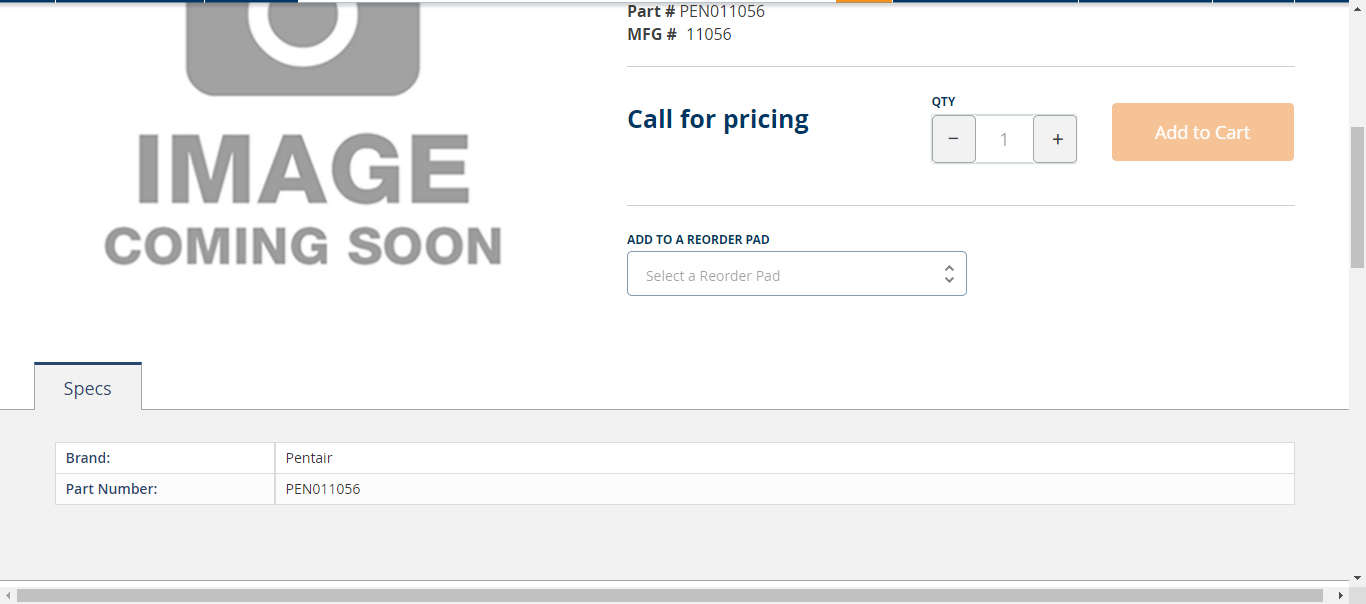 Part # PEN011056
MFG # 11056
IMAGE
COMING SOON
Call for pricing
QTY
− 1 +
Add to Cart
ADD TO A REORDER PAD
Select a Reorder Pad
Specs
Brand: Pentair
Part Number: PEN011056